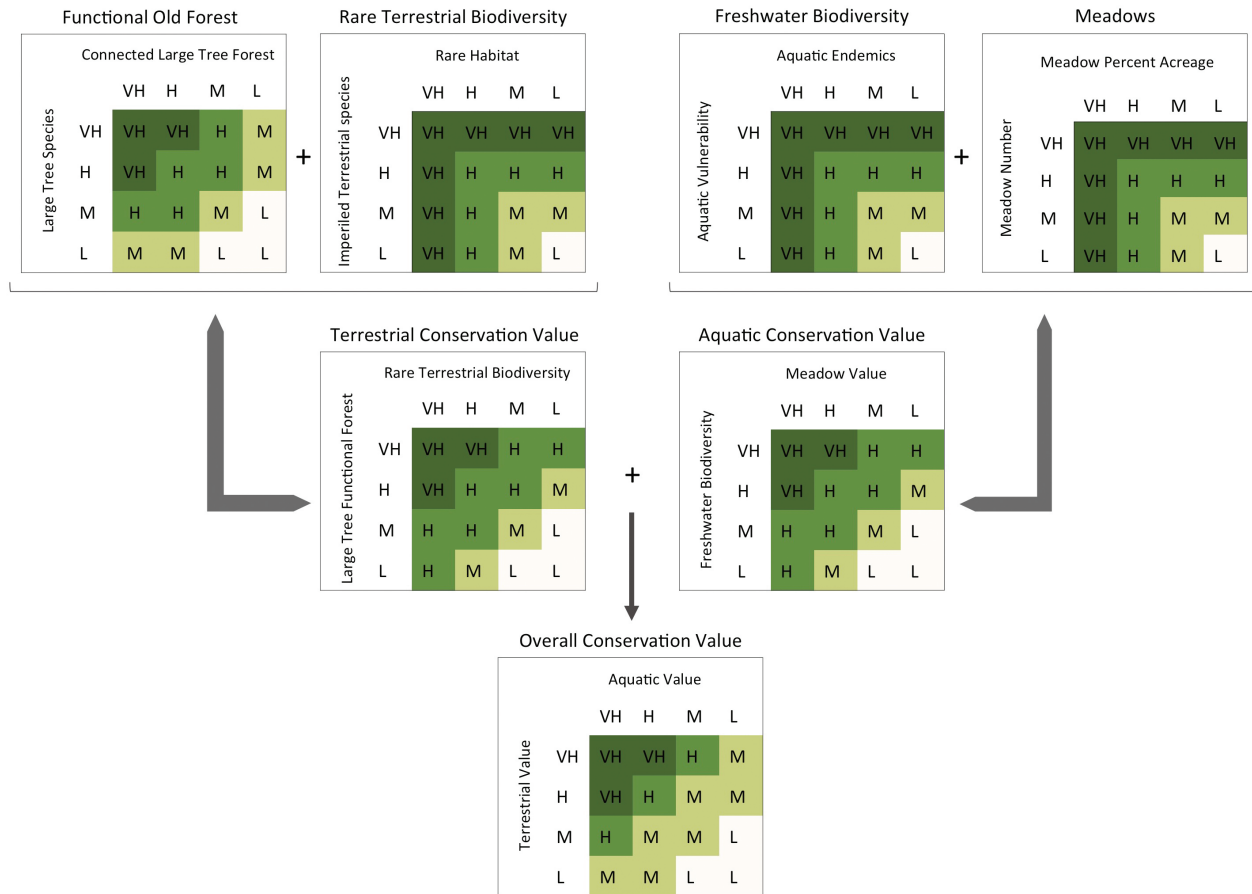 Functional Old Forest
Connected Large Tree Forest
Large Tree Species
VH H M L
VH VH VH H M
H VH H H M
M H H M L
L M M L L
+
Rare Terrestrial Biodiversity
Rare Habitat
Imperiled Terrestrial species
VH H M L
VH VH VH VH VH
H VH H H H
M VH H M M
L VH H M L
Freshwater Biodiversity
Aquatic Endemics
Aquatic Vulnerability
VH H M L
VH VH VH VH VH
H VH H H H
M VH H M M
L VH H M L
+
Meadows
Meadow Percent Acreage
Meadow Number
VH H M L
VH VH VH VH VH
H VH H H H
M VH H M M
L VH H M L
Terrestrial Conservation Value
Rare Terrestrial Biodiversity
Large Tree Functional Forest
VH H M L
VH VH VH H H
H VH H H M
M H H M L
L H M L L
+
Aquatic Conservation Value
Meadow Value
Freshwater Biodiversity
VH H M L
VH VH VH H H
H VH H H M
M H H M L
L H M L L
Overall Conservation Value
Aquatic Value
Terrestrial Value
VH H M L
VH VH VH H M
H VH H M M
M H M M L
L M M L L